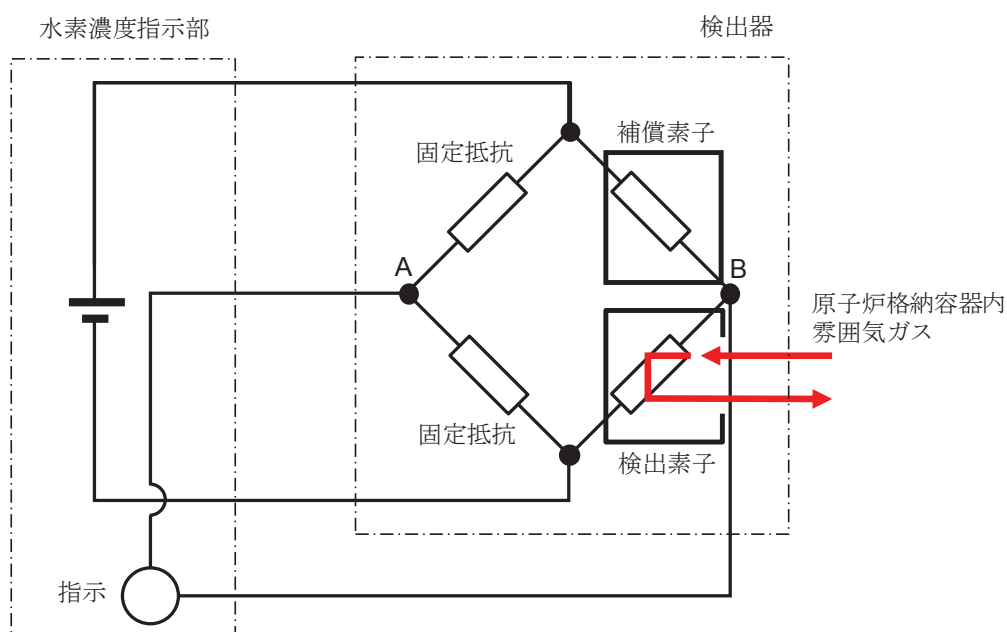 水素濃度指示部
検出器
補償素子
固定抵抗
A
B
原子炉格納容器内
雰囲気ガス
固定抵抗
検出素子
指示